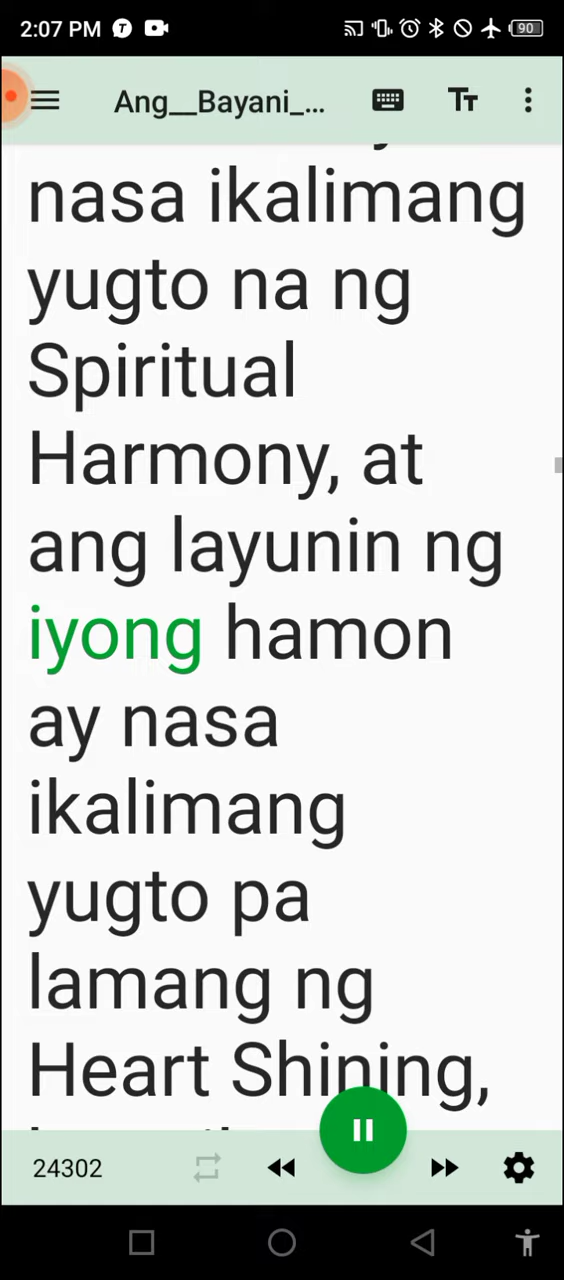 2:07 PM
90
Ang__Bayani_...
nasa ikalimang
yugto na ng
Spiritual
Harmony, at
ang layunin ng
iyong hamon
ay nasa
ikalimang
yugto pa
lamang ng
Heart Shining,
24302